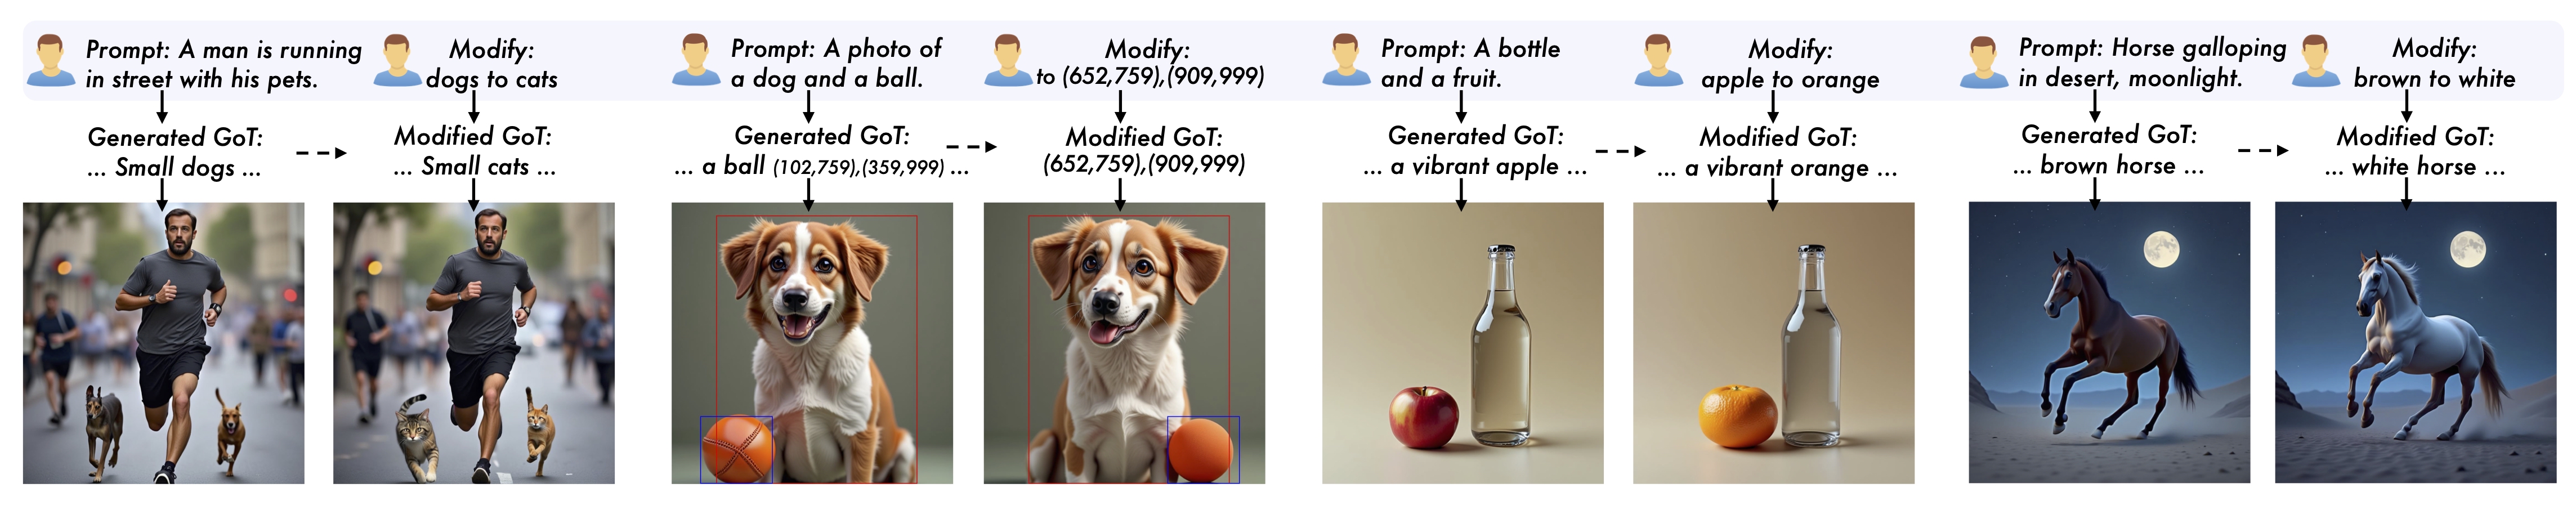 Prompt: A man is running
in street with his pets.
Modify:
dogs to cats
Generated GoT:
... Small dogs ...
Modified GoT:
... Small cats ...
Prompt: A photo of
a dog and a ball.
Modify:
to (652,759),(909,999)
Generated GoT:
... a ball (102,759),(359,999) ...
Modified GoT:
(652,759),(909,999)
Prompt: A bottle
and a fruit.
Modify:
apple to orange
Generated GoT:
... a vibrant apple ...
Modified GoT:
... a vibrant orange ...
Prompt: Horse galloping
in desert, moonlight.
Modify:
brown to white
Generated GoT:
... brown horse ...
Modified GoT:
... white horse ...